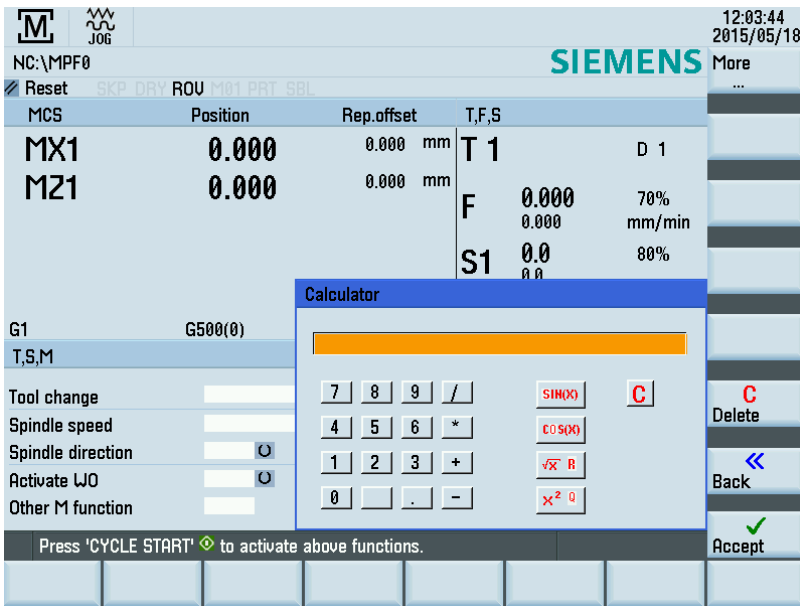 M JOG 12:03:44
2015/05/18
NC:\MPF0 SIEMENS More
...
Reset SKP DRY ROV M01 PRT SBL
MCS Position Rep.offset T,F,S
MX1 0.000 0.000 mm T 1 D 1
MZ1 0.000 0.000 mm
F 0.000 70%
0.000 mm/min
S1 0.0 80%
0.0
Calculator
G1 G500(0)
T,S,M
7 8 9 / SIN(X) C
Tool change
C
Delete
4 5 6 * COS(X)
Spindle speed
Spindle direction
1 2 3 + √x R
Activate WO
Back
0 . - x² Q
Other M function
Press 'CYCLE START' to activate above functions.
Accept